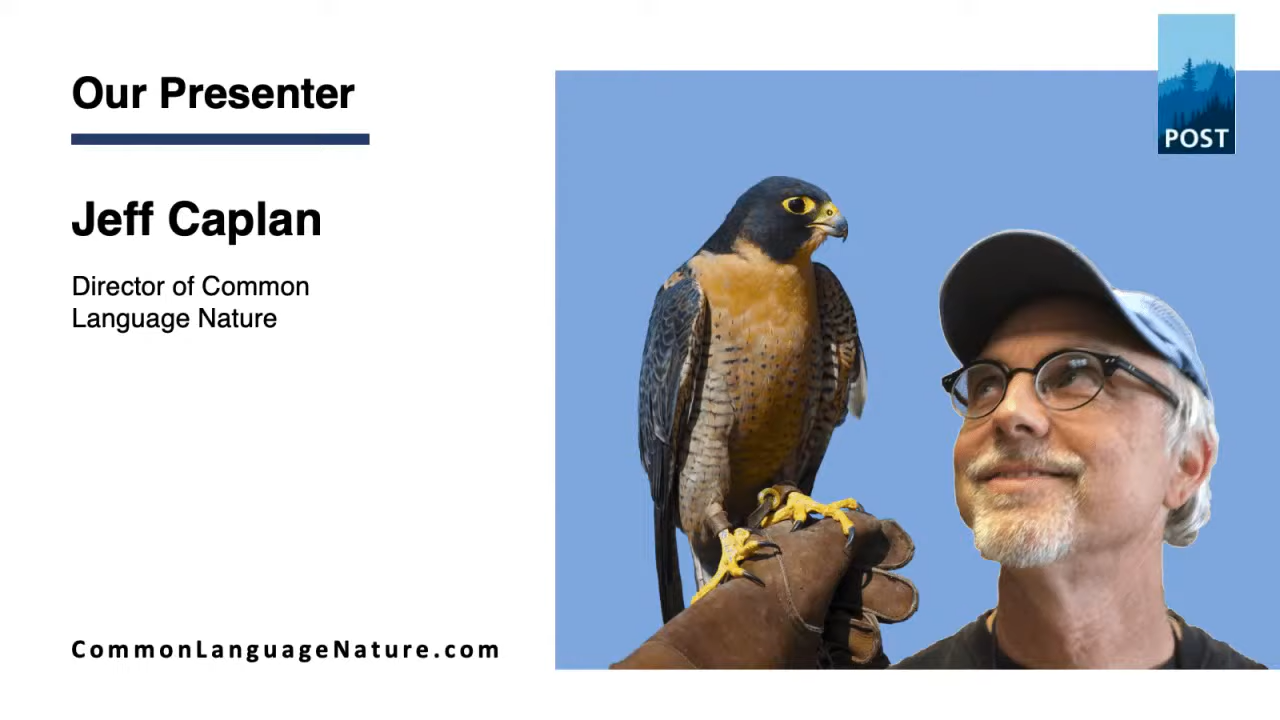 Our Presenter
Jeff Caplan
Director of Common
Language Nature
CommonLanguageNature.com
POST